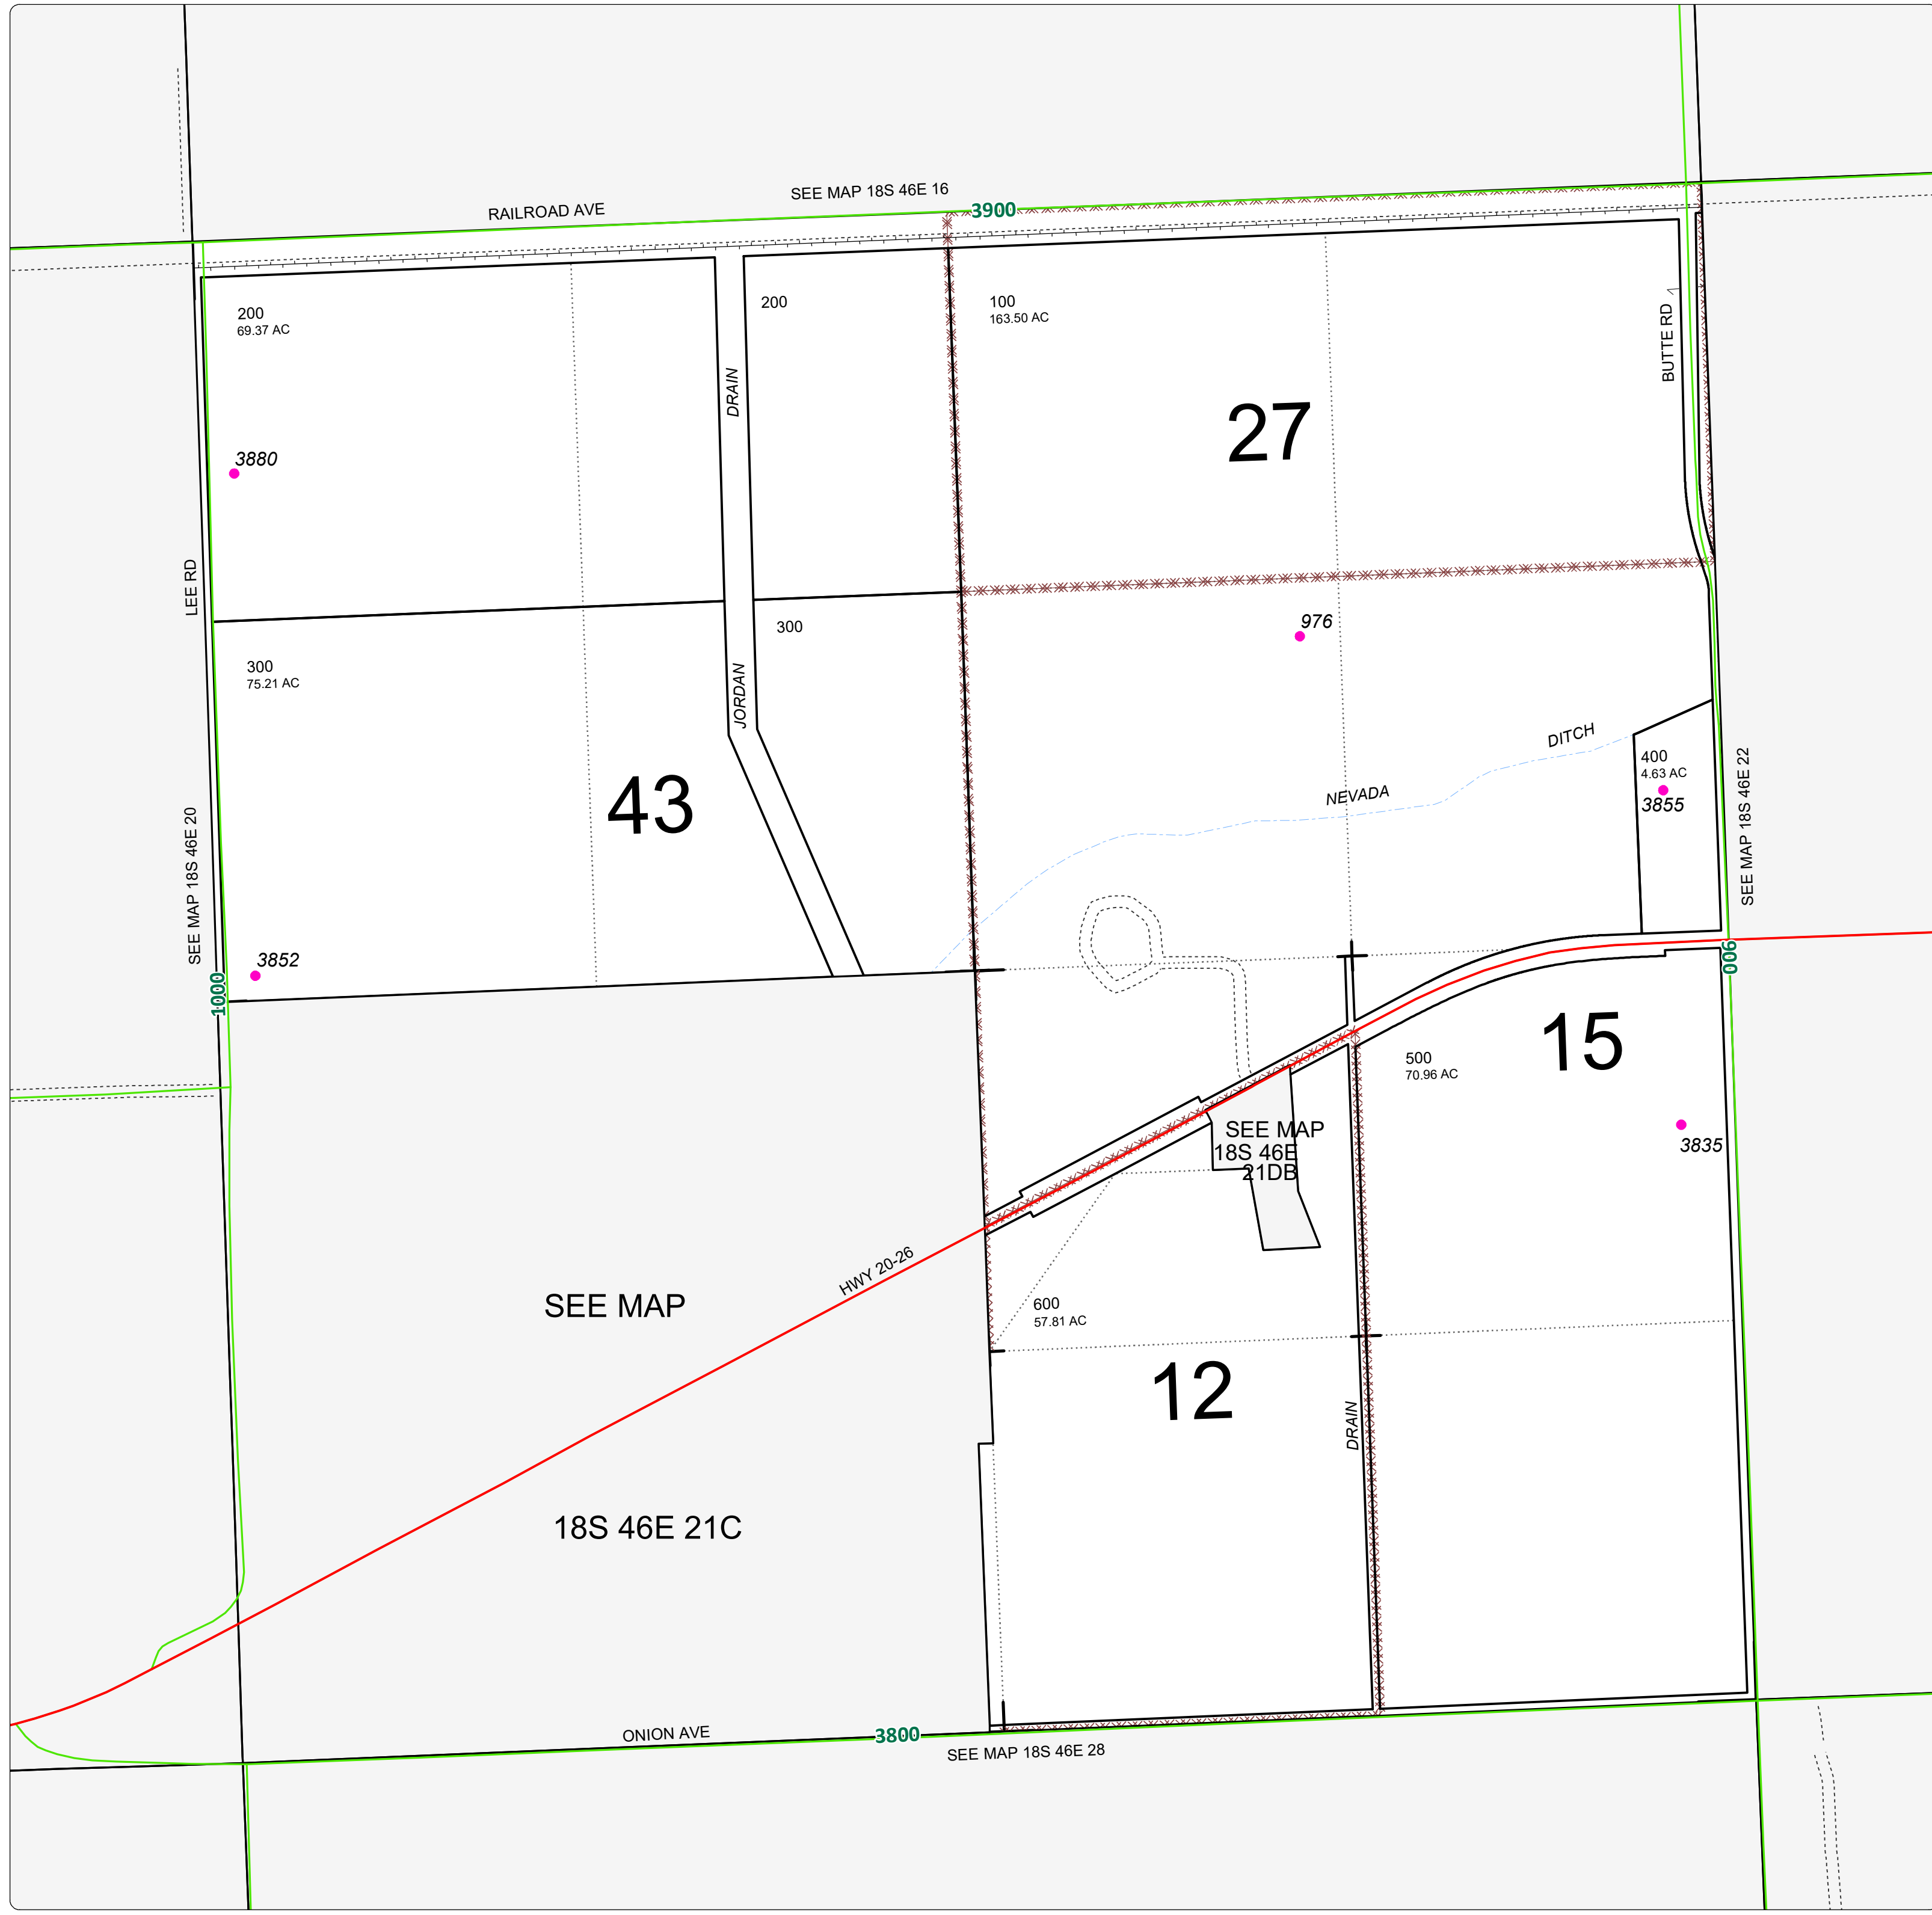 SEE MAP 18S 46E 16
RAILROAD AVE
3900
200
69.37 AC
200
100
163.50 AC
DRAIN
BUTTE RD
27
3880
LEE RD
976
300
300
75.21 AC
JORDAN
DITCH
NEVADA
400
4.63 AC
3855
43
SEE MAP 18S 46E 20
SEE MAP 18S 46E 22
3852
1000
900
15
500
70.96 AC
SEE MAP
18S 46E
21DB
3835
HWY 20-26
SEE MAP
600
57.81 AC
12
DRAIN
18S 46E 21C
ONION AVE
3800
SEE MAP 18S 46E 28